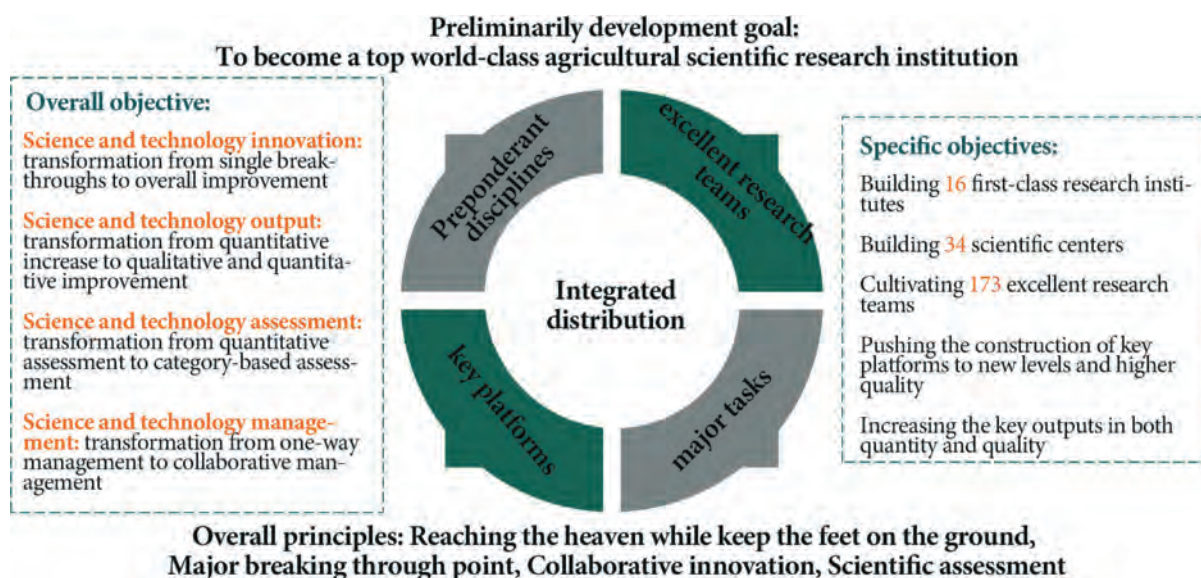 Preliminarily development goal:
To become a top world-class agricultural scientific research institution
Overall objective:
Science and technology innovation:
transformation from single break-
throughs to overall improvement
Science and technology output:
transformation from quantitative
increase to qualitative and quantita-
tive improvement
Science and technology assessment:
transformation from quantitative
assessment to category-based assess-
ment
Science and technology manage-
ment: transformation from one-way
management to collaborative man-
agement
Preponderant
disciplines
excellent research
teams
Integrated
distribution
key platforms
major tasks
Specific objectives:
Building 16 first-class research insti-
tutes
Building 34 scientific centers
Cultivating 173 excellent research
teams
Pushing the construction of key
platforms to new levels and higher
quality
Increasing the key outputs in both
quantity and quality
Overall principles: Reaching the heaven while keep the feet on the ground,
Major breaking through point, Collaborative innovation, Scientific assessment